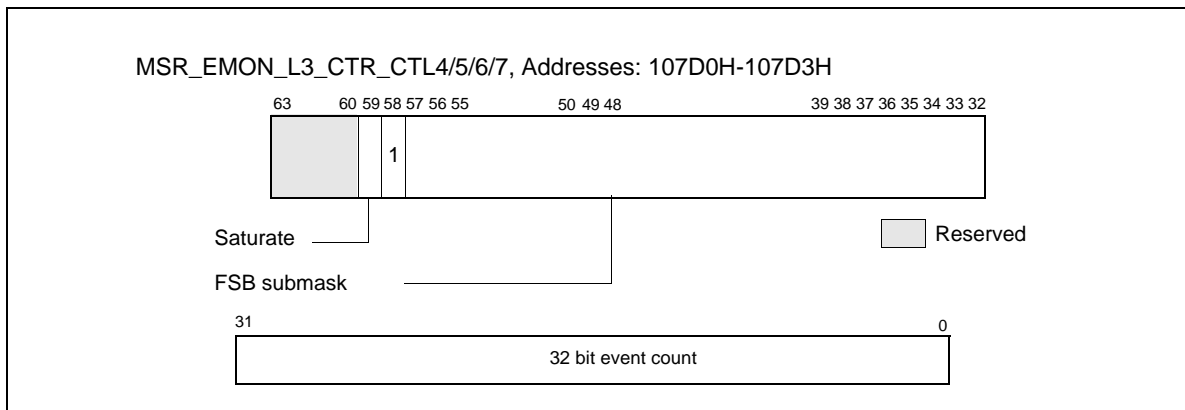 MSR_EMON_L3_CTR_CTL4/5/6/7, Addresses: 107D0H-107D3H
63 60 59 58 57 56 55 50 49 48 39 38 37 36 35 34 33 32
1
Saturate
Reserved
FSB submask
31 0
32 bit event count